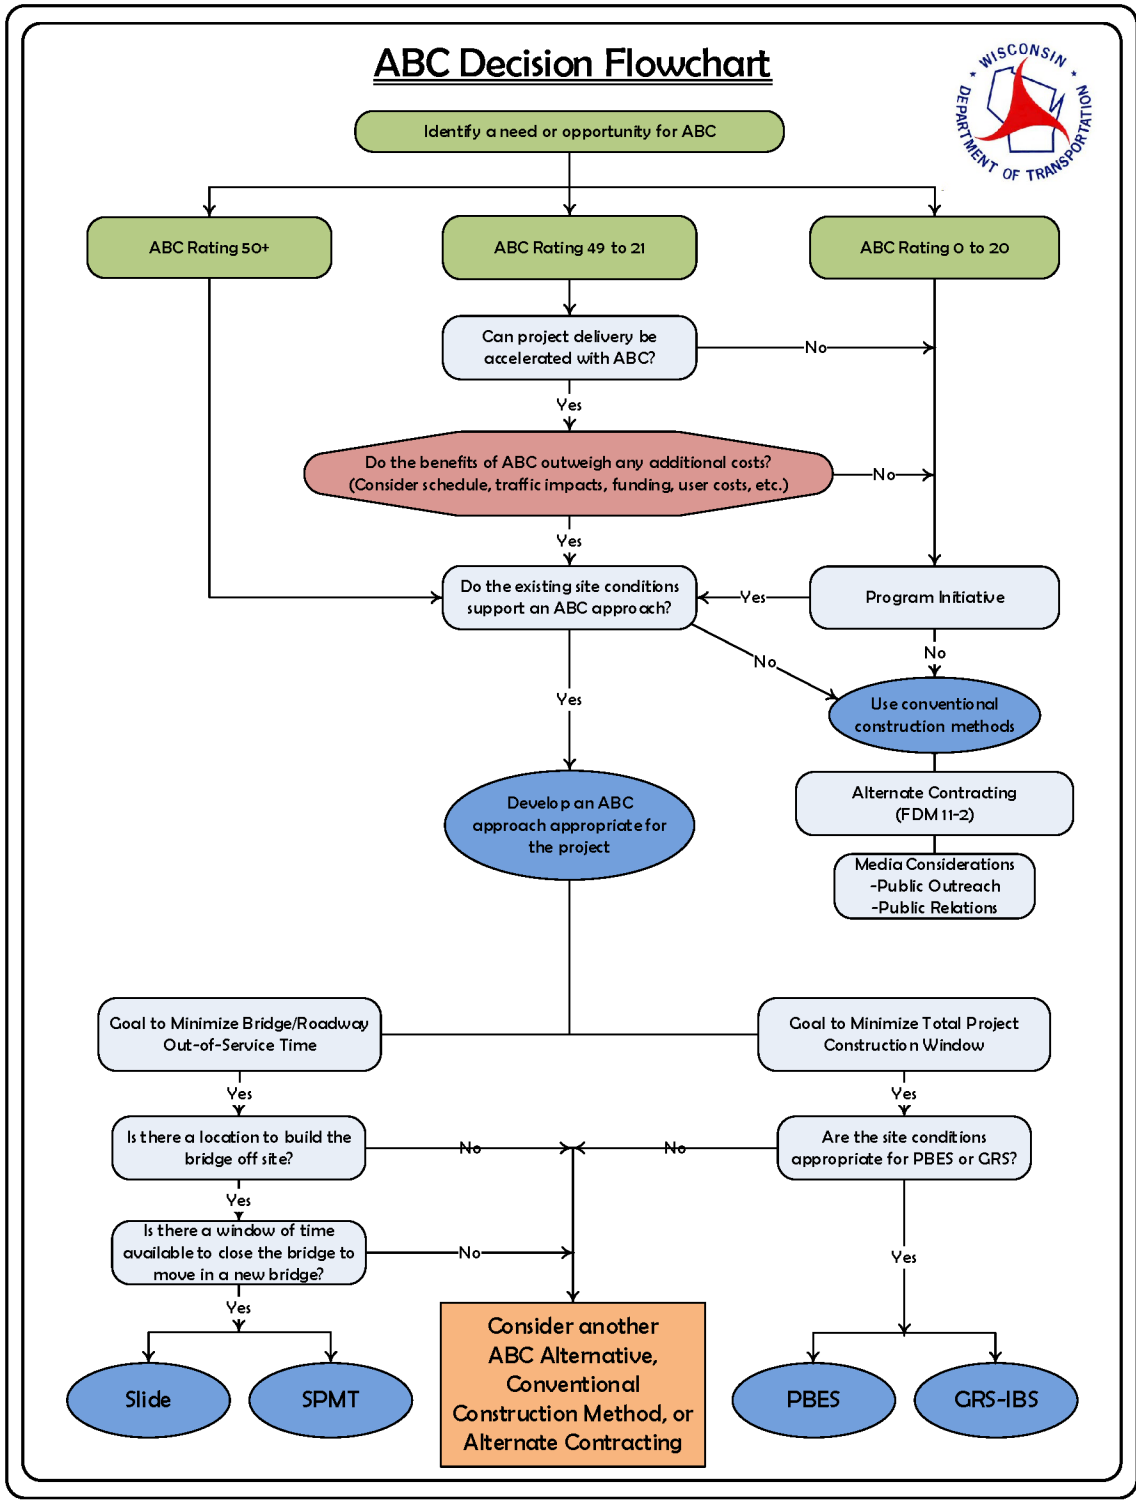 ABC Decision Flowchart
WISCONSIN
DEPARTMENT OF TRANSPORTATION
Identify a need or opportunity for ABC
ABC Rating 50+
ABC Rating 49 to 21
ABC Rating 0 to 20
Can project delivery be
accelerated with ABC?
No
Yes
Do the benefits of ABC outweigh any additional costs?
(Consider schedule, traffic impacts, funding, user costs, etc.)
No
Yes
Do the existing site conditions
support an ABC approach?
Yes
Program Initiative
No
No
Yes
Use conventional
construction methods
Develop an ABC
approach appropriate for
the project
Alternate Contracting
(FDM 11-2)
Media Considerations
-Public Outreach
-Public Relations
Goal to Minimize Bridge/Roadway
Out-of-Service Time
Goal to Minimize Total Project
Construction Window
Yes
Yes
Is there a location to build the
bridge off site?
No
No
Are the site conditions
appropriate for PBES or GRS?
Yes
Is there a window of time
available to close the bridge to
move in a new bridge?
No
Yes
Yes
Slide
SPMT
Consider another
ABC Alternative,
Conventional
Construction Method, or
Alternate Contracting
PBES
GRS-IBS